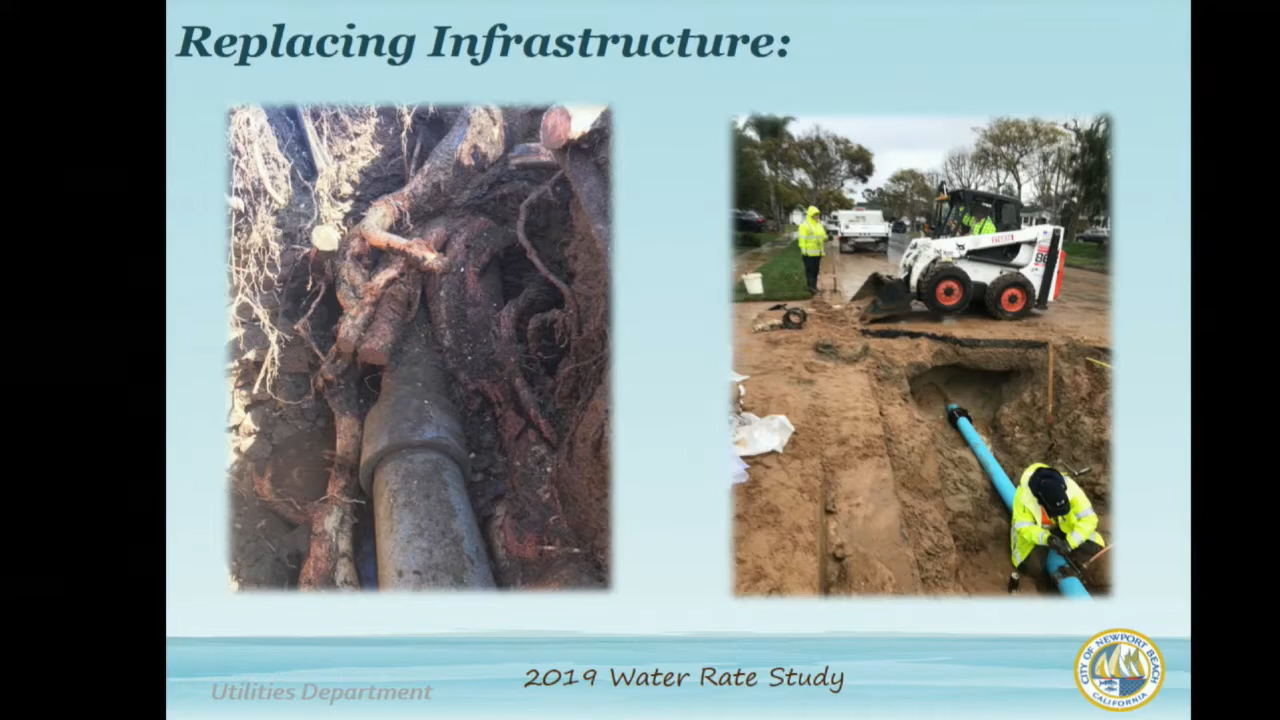 Replacing Infrastructure:
2019 Water Rate Study
Utilities Department
CITY OF NEWPORT BEACH
CALIFORNIA